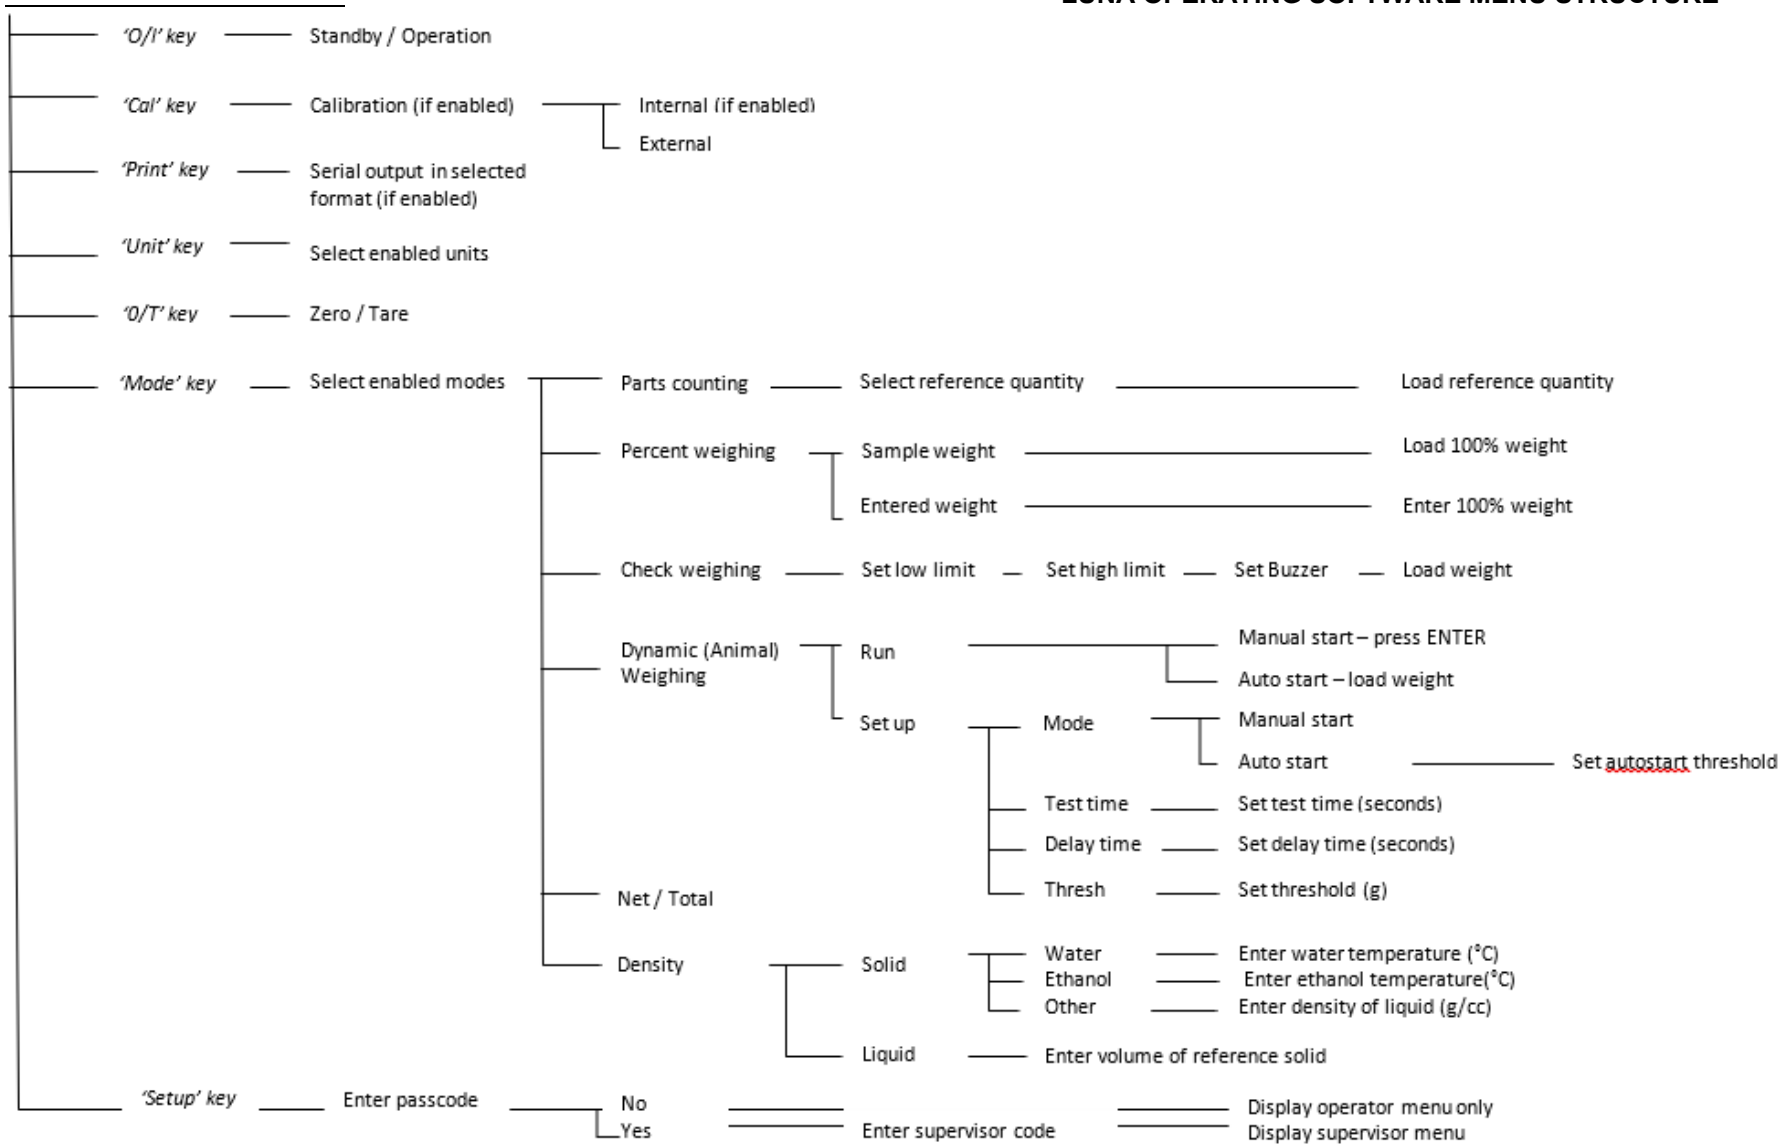 LUNA OPERATING SOFTWARE MENU STRUCTURE
‘O/I’ key Standby / Operation
‘Cal’ key Calibration (if enabled) Internal (if enabled)
External
‘Print’ key Serial output in selected
format (if enabled)
‘Unit’ key Select enabled units
‘0/T’ key Zero / Tare
‘Mode’ key Select enabled modes Parts counting Select reference quantity Load reference quantity
Percent weighing Sample weight Load 100% weight
Entered weight Enter 100% weight
Check weighing Set low limit Set high limit Set Buzzer Load weight
Manual start – press ENTER
Dynamic (Animal) Run
Weighing
Auto start – load weight
Set up Mode Manual start
Auto start Set autostart threshold
Test time Set test time (seconds)
Delay time Set delay time (seconds)
Thresh Set threshold (g)
Net / Total
Density Solid Water Enter water temperature (°C)
Ethanol Enter ethanol temperature(°C)
Other Enter density of liquid (g/cc)
Liquid Enter volume of reference solid
‘Setup’ key Enter passcode No Display operator menu only
Yes Enter supervisor code Display supervisor menu